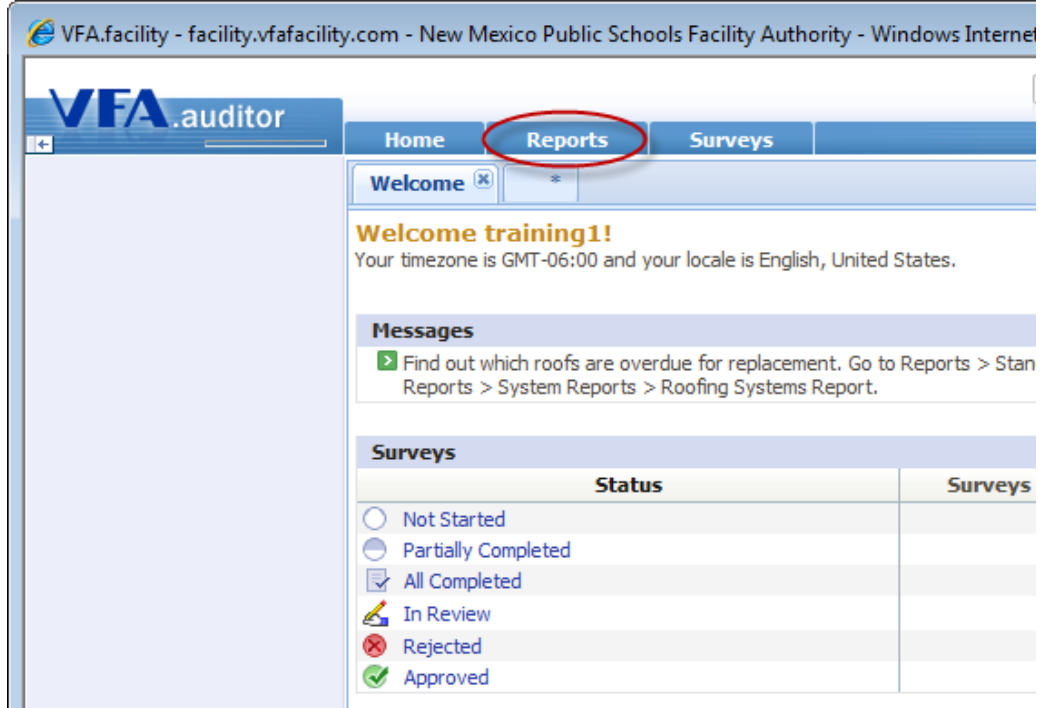 VFA.facility - facility.vfafacility.com - New Mexico Public Schools Facility Authority - Windows Internet
VFA.auditor
Home Reports Surveys
Welcome *
Welcome training1!
Your timezone is GMT-06:00 and your locale is English, United States.
Messages
Find out which roofs are overdue for replacement. Go to Reports > Stan
Reports > System Reports > Roofing Systems Report.
Surveys
Status Surveys
Not Started
Partially Completed
All Completed
In Review
Rejected
Approved